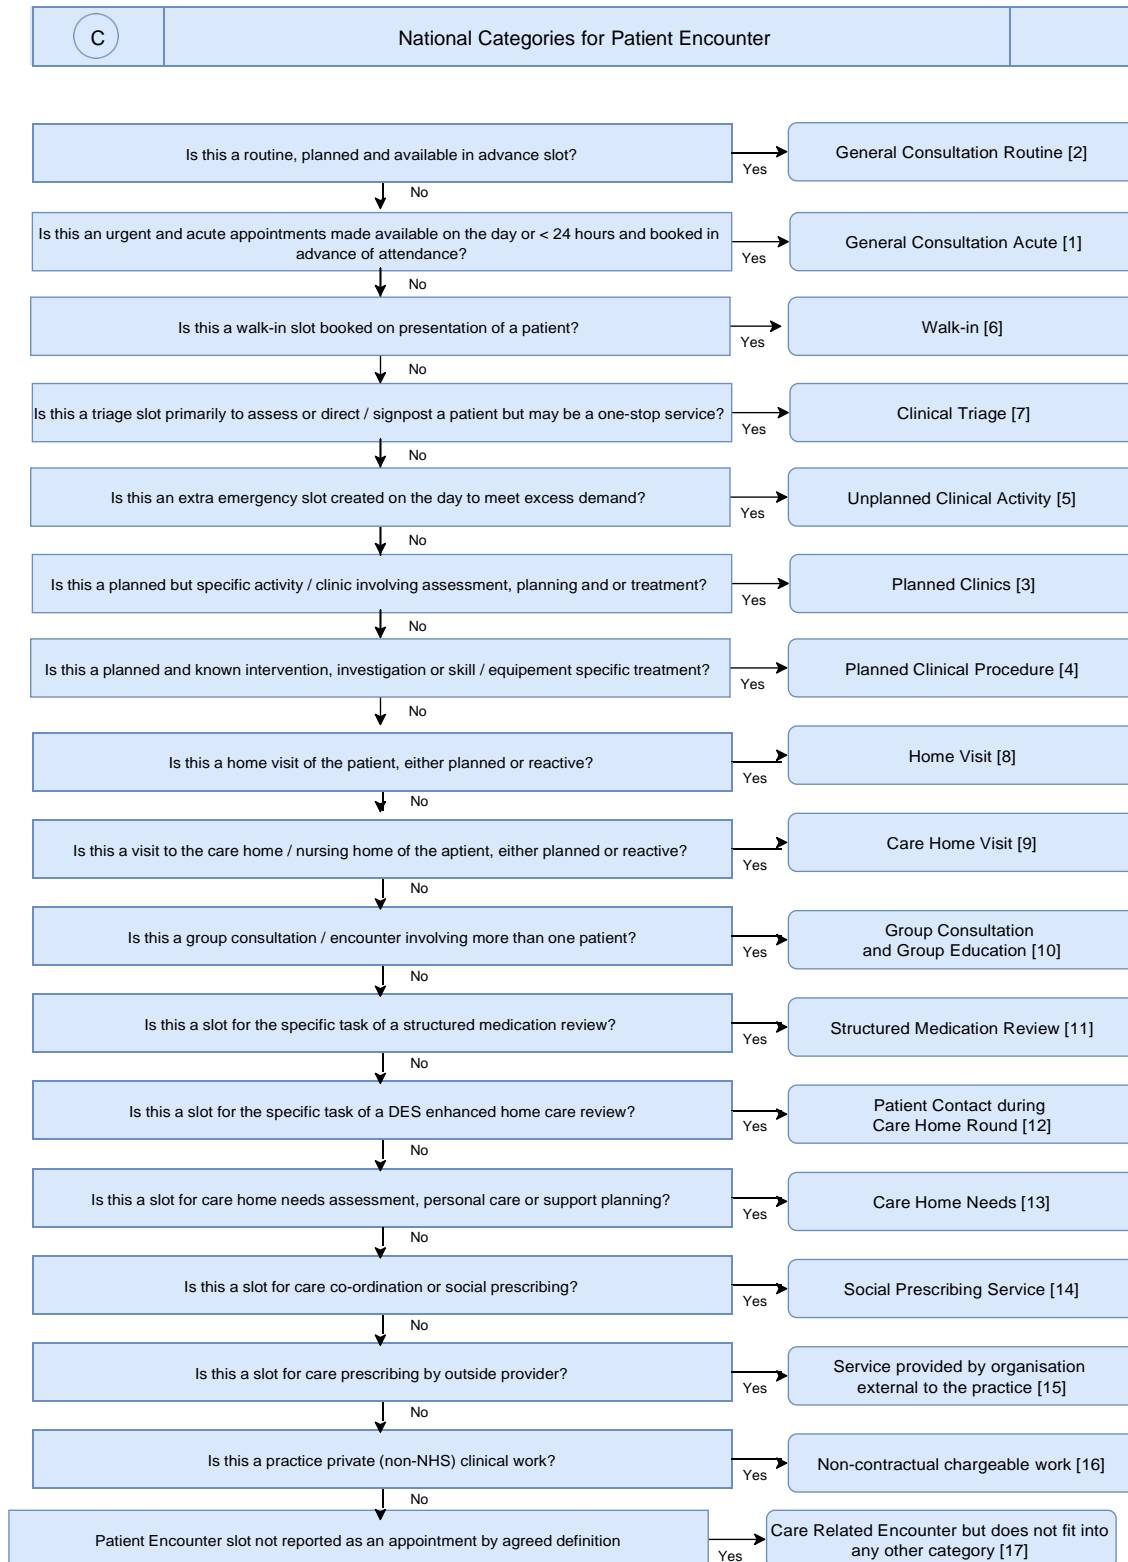 C
National Categories for Patient Encounter
Is this a routine, planned and available in advance slot?
Yes
General Consultation Routine [2]
No
Is this an urgent and acute appointments made available on the day or < 24 hours and booked in
advance of attendance?
Yes
General Consultation Acute [1]
No
Is this a walk-in slot booked on presentation of a patient?
Yes
Walk-in [6]
No
Is this a triage slot primarily to assess or direct / signpost a patient but may be a one-stop service?
Yes
Clinical Triage [7]
No
Is this an extra emergency slot created on the day to meet excess demand?
Yes
Unplanned Clinical Activity [5]
No
Is this a planned but specific activity / clinic involving assessment, planning and or treatment?
Yes
Planned Clinics [3]
No
Is this a planned and known intervention, investigation or skill / equipement specific treatment?
Yes
Planned Clinical Procedure [4]
No
Is this a home visit of the patient, either planned or reactive?
Yes
Home Visit [8]
No
Is this a visit to the care home / nursing home of the aptient, either planned or reactive?
Yes
Care Home Visit [9]
No
Is this a group consultation / encounter involving more than one patient?
Yes
Group Consultation
and Group Education [10]
No
Is this a slot for the specific task of a structured medication review?
Yes
Structured Medication Review [11]
No
Is this a slot for the specific task of a DES enhanced home care review?
Yes
Patient Contact during
Care Home Round [12]
No
Is this a slot for care home needs assessment, personal care or support planning?
Yes
Care Home Needs [13]
No
Is this a slot for care co-ordination or social prescribing?
Yes
Social Prescribing Service [14]
No
Is this a slot for care prescribing by outside provider?
Yes
Service provided by organisation
external to the practice [15]
No
Is this a practice private (non-NHS) clinical work?
Yes
Non-contractual chargeable work [16]
No
Patient Encounter slot not reported as an appointment by agreed definition
Yes
Care Related Encounter but does not fit into
any other category [17]